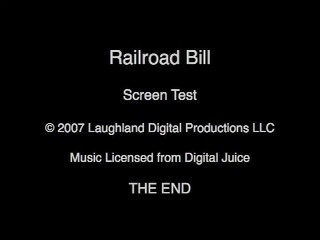 Railroad Bill
Screen Test
© 2007 Laughland Digital Productions LLC
Music Licensed from Digital Juice
THE END